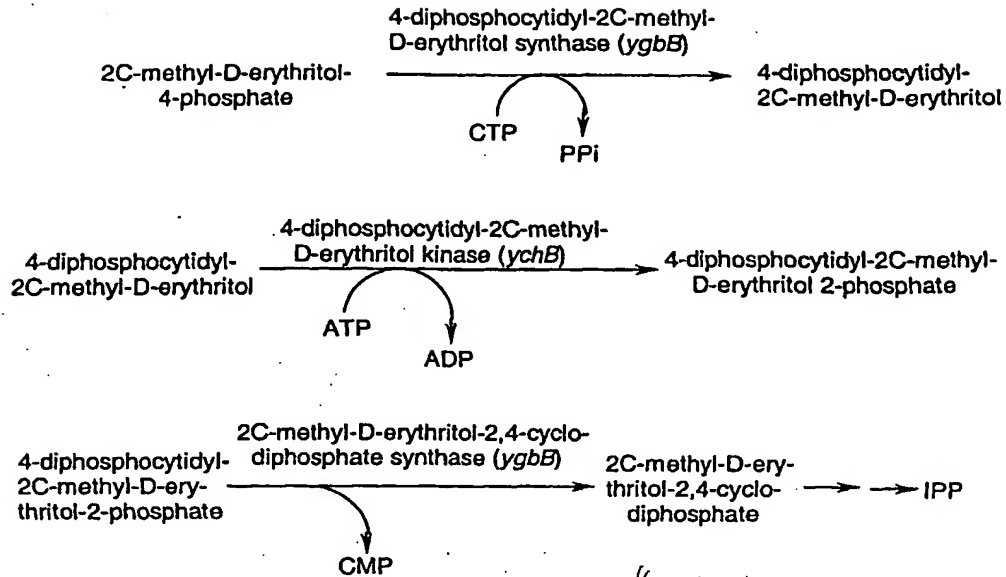 4-diphosphocytidyl-2C-methyl-
D-erythritol synthase (ygbB)
2C-methyl-D-erythritol-
4-phosphate
4-diphosphocytidyl-
2C-methyl-D-erythritol
CTP
PPi
4-diphosphocytidyl-2C-methyl-
D-erythritol kinase (ychB)
4-diphosphocytidyl-
2C-methyl-D-erythritol
4-diphosphocytidyl-2C-methyl-
D-erythritol 2-phosphate
ATP
ADP
2C-methyl-D-erythritol-2,4-cyclo-
diphosphate synthase (ygbB)
4-diphosphocytidyl-
2C-methyl-D-ery-
thritol-2-phosphate
2C-methyl-D-ery-
thritol-2,4-cyclo-
diphosphate
IPP
CMP